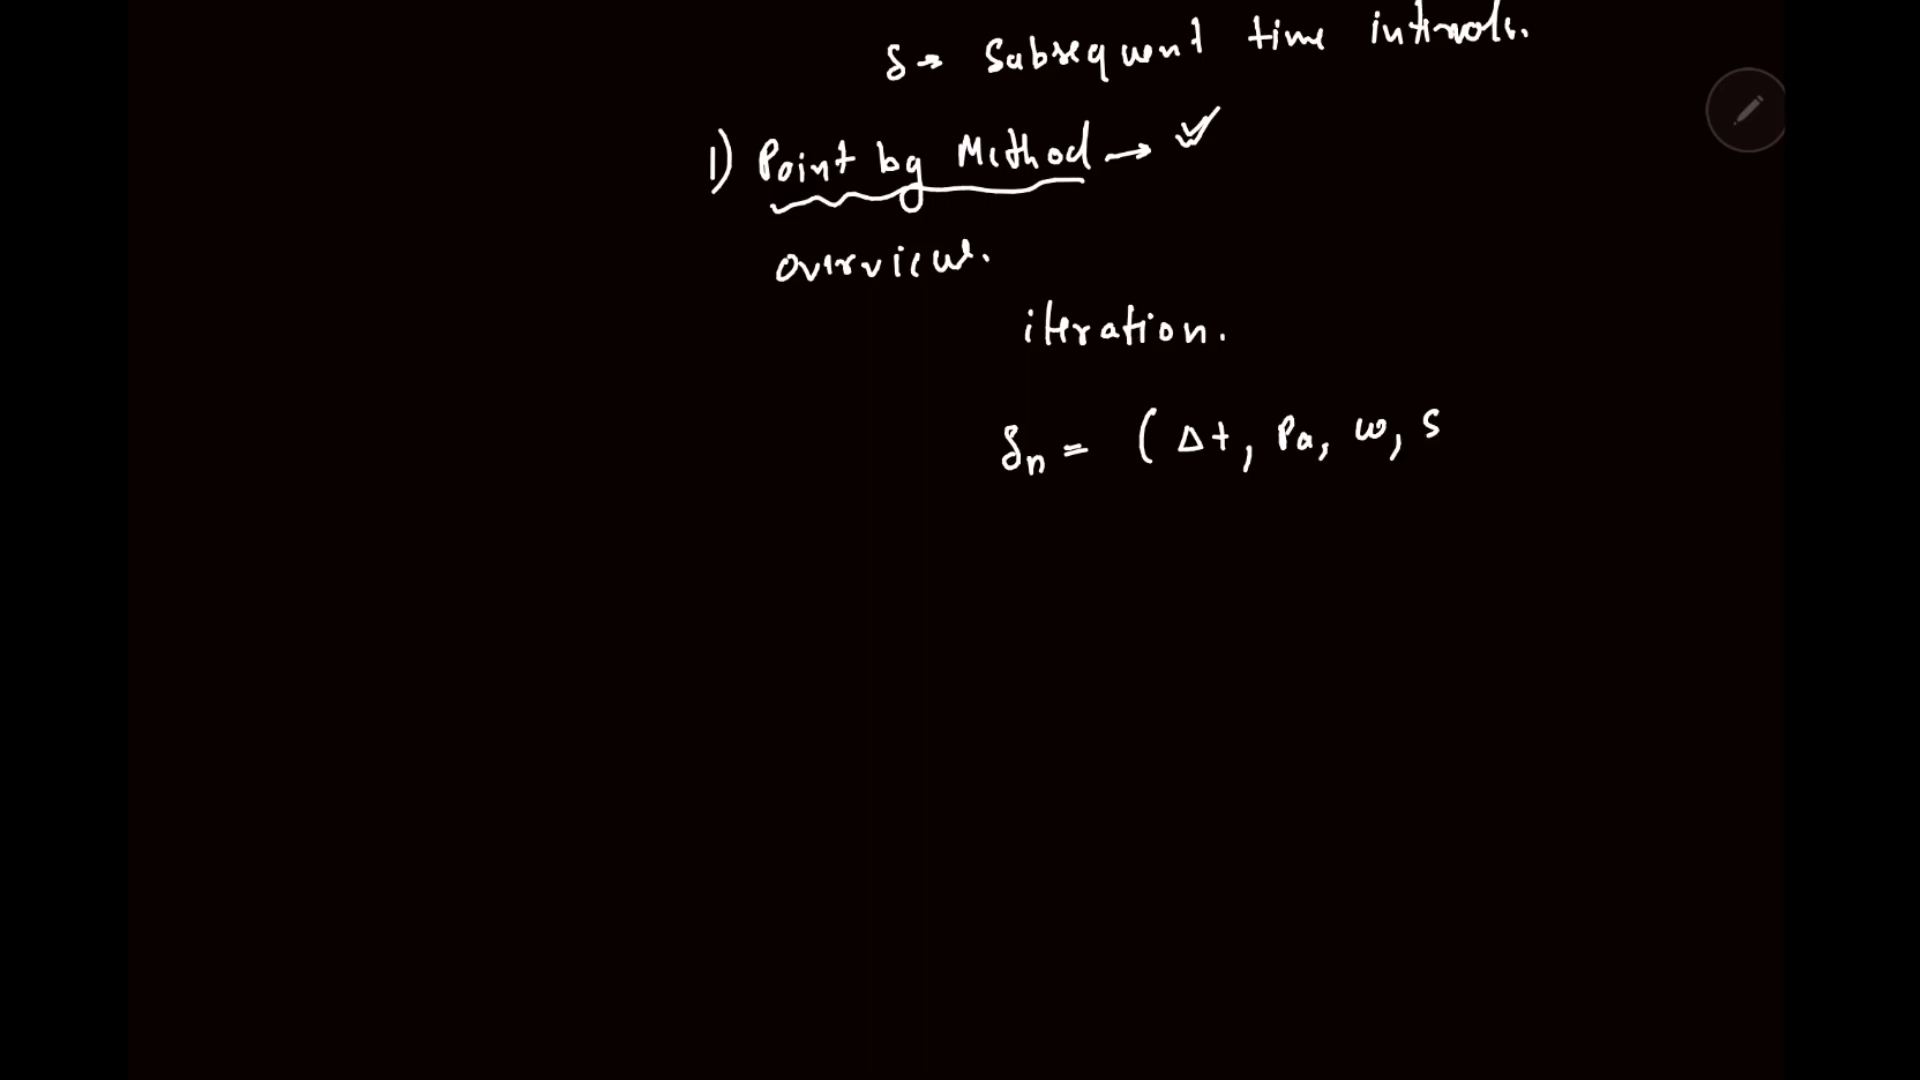 δ → Subsequent time intervals.
1) Point by Method →
overview.
iteration.
δn = ( Δt, Pa, ω, δ